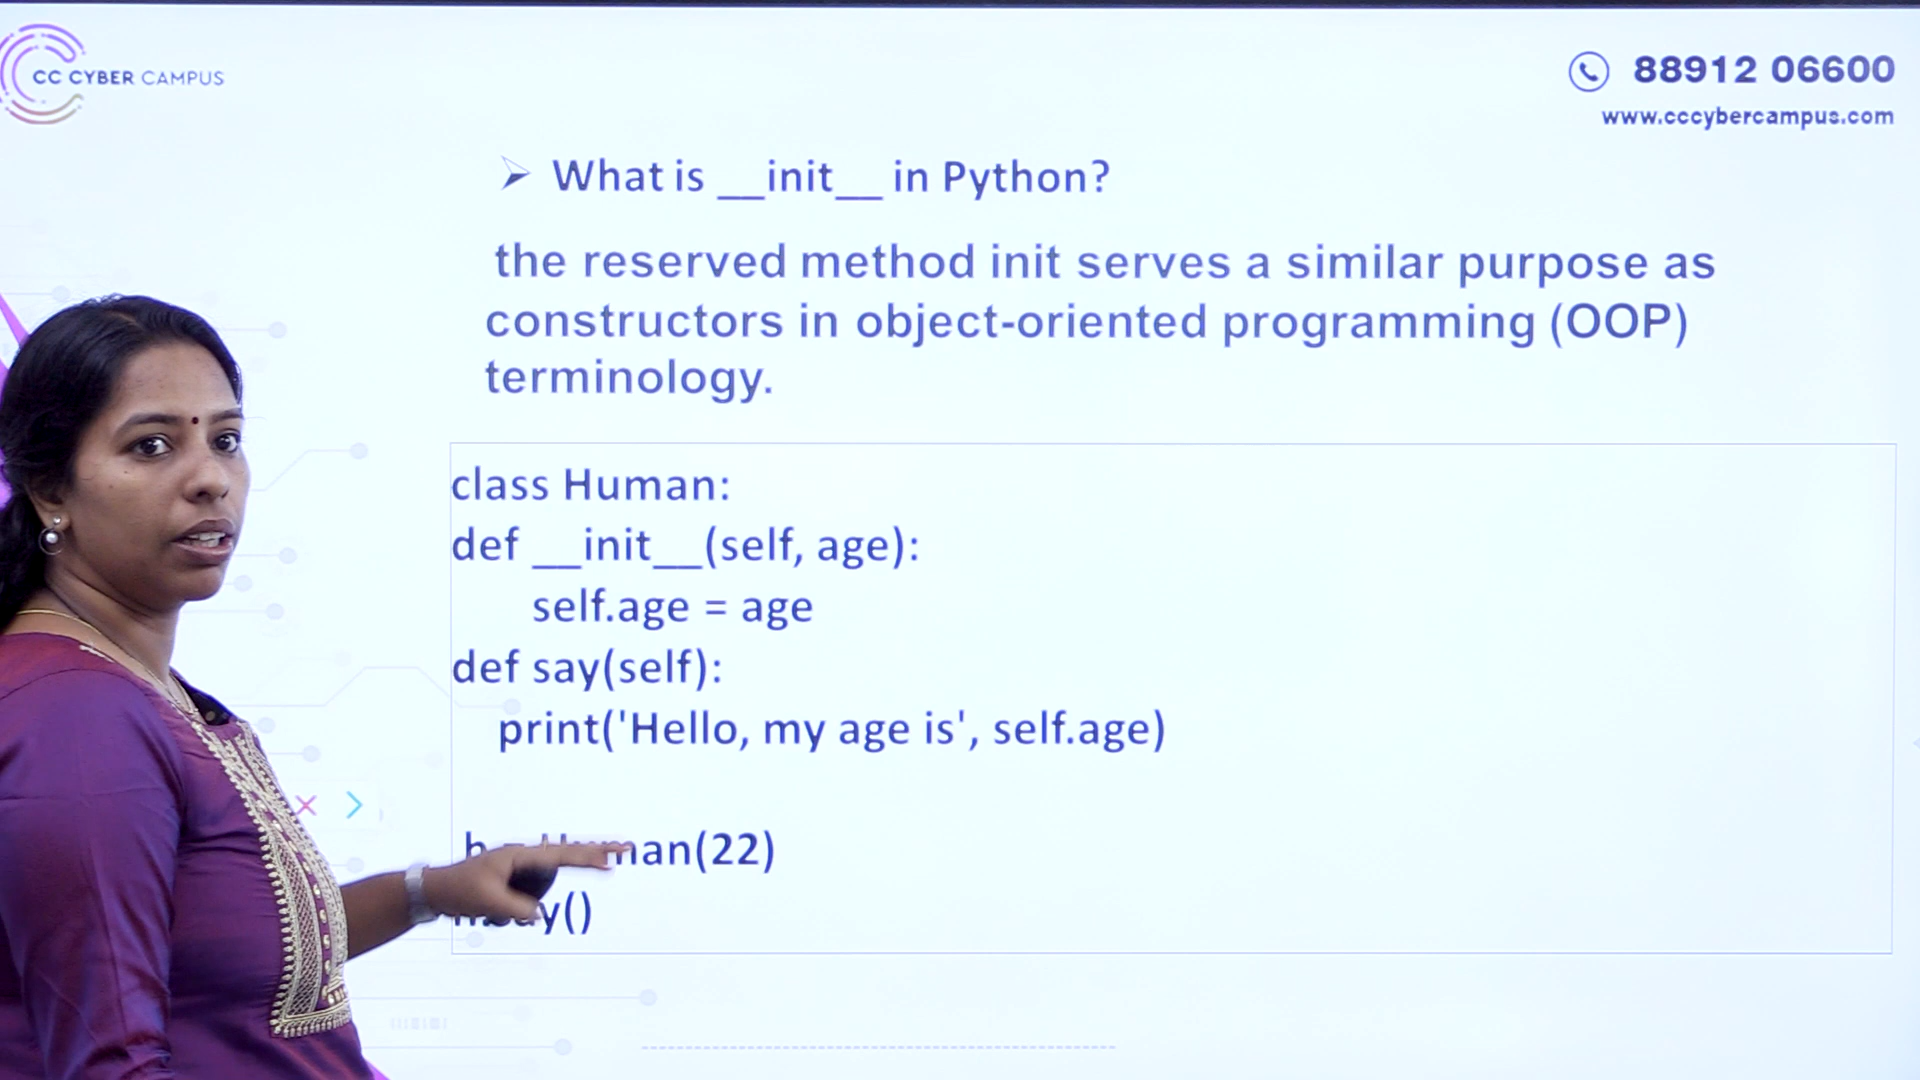 CC CYBER CAMPUS
88912 06600
www.cccybercampus.com
➢ What is __init__ in Python?
the reserved method init serves a similar purpose as
constructors in object-oriented programming (OOP)
terminology.
class Human:
def __init__(self, age):
self.age = age
def say(self):
print('Hello, my age is', self.age)
h = Human(22)
h.say()